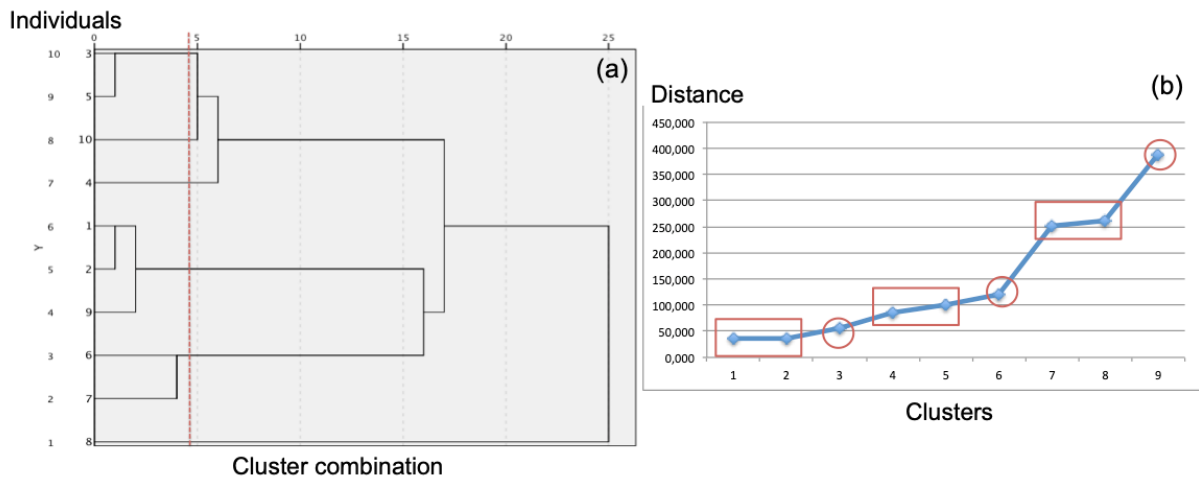 Individuals
0 5 10 15 20 25
(a)
10 3
9 5
8 10
7 4
6 1
Y
5 2
4 9
3 6
2 7
1 8
Cluster combination
Distance
(b)
450,000
400,000
350,000
300,000
250,000
200,000
150,000
100,000
50,000
0,000
1 2 3 4 5 6 7 8 9
Clusters